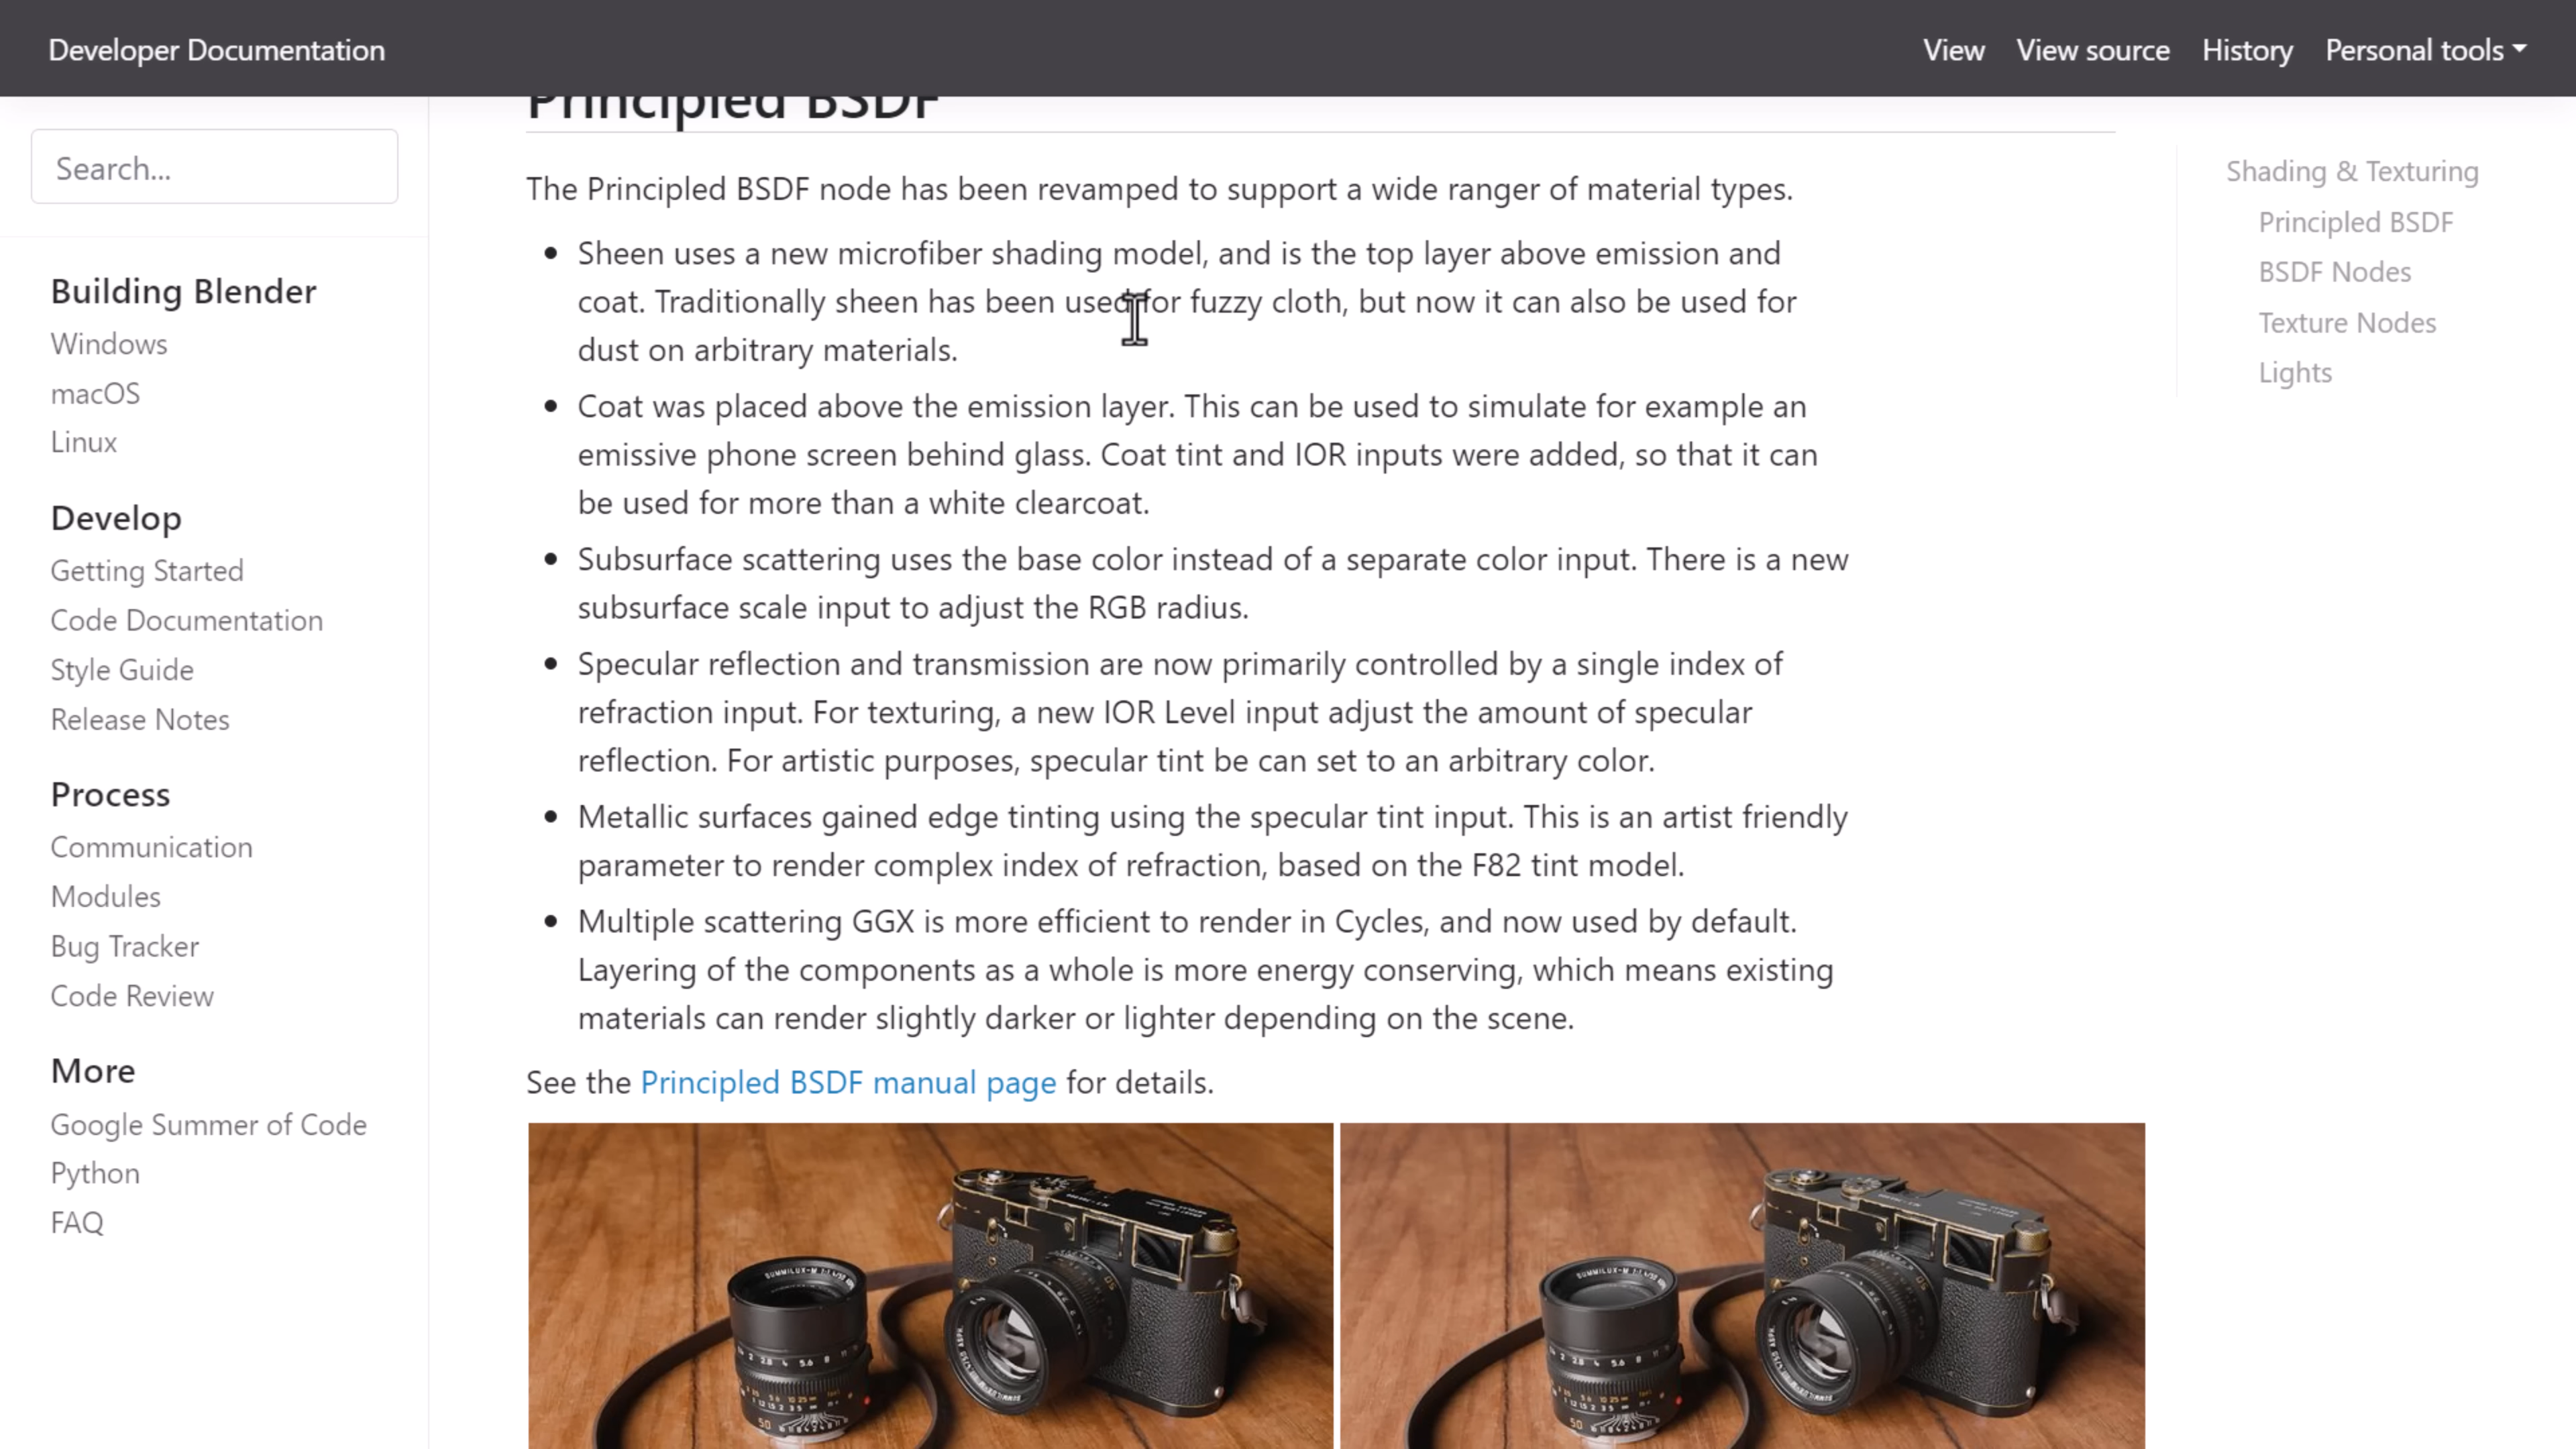 Developer Documentation
View View source History Personal tools
Search...
Building Blender
Windows
macOS
Linux
Develop
Getting Started
Code Documentation
Style Guide
Release Notes
Process
Communication
Modules
Bug Tracker
Code Review
More
Google Summer of Code
Python
FAQ
Principled BSDF
The Principled BSDF node has been revamped to support a wide ranger of material types.
Sheen uses a new microfiber shading model, and is the top layer above emission and
coat. Traditionally sheen has been used for fuzzy cloth, but now it can also be used for
dust on arbitrary materials.
Coat was placed above the emission layer. This can be used to simulate for example an
emissive phone screen behind glass. Coat tint and IOR inputs were added, so that it can
be used for more than a white clearcoat.
Subsurface scattering uses the base color instead of a separate color input. There is a new
subsurface scale input to adjust the RGB radius.
Specular reflection and transmission are now primarily controlled by a single index of
refraction input. For texturing, a new IOR Level input adjust the amount of specular
reflection. For artistic purposes, specular tint be can set to an arbitrary color.
Metallic surfaces gained edge tinting using the specular tint input. This is an artist friendly
parameter to render complex index of refraction, based on the F82 tint model.
Multiple scattering GGX is more efficient to render in Cycles, and now used by default.
Layering of the components as a whole is more energy conserving, which means existing
materials can render slightly darker or lighter depending on the scene.
See the Principled BSDF manual page for details.
Shading & Texturing
Principled BSDF
BSDF Nodes
Texture Nodes
Lights
SUMMILUX-M
50
SUMMILUX-M
50